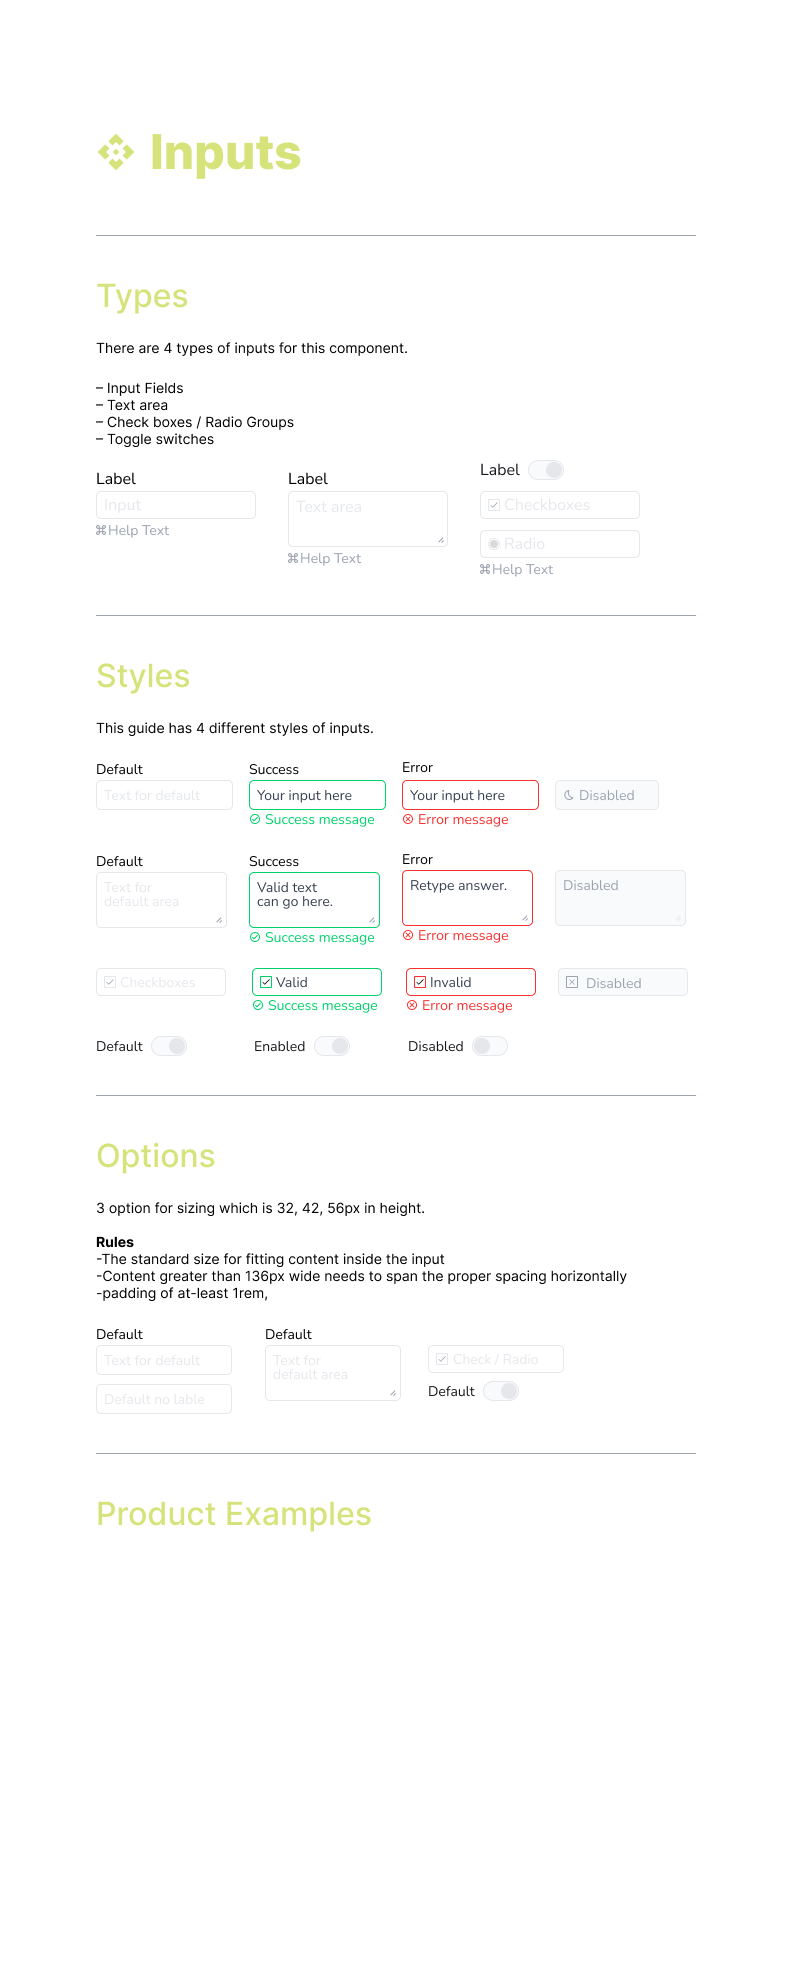 Inputs
Types
There are 4 types of inputs for this component.
– Input Fields
– Text area
– Check boxes / Radio Groups
– Toggle switches
Label
Input
⌘Help Text
Label
Text area
⌘Help Text
Label
Checkboxes
Radio
⌘Help Text
Styles
This guide has 4 different styles of inputs.
Default
Text for default
Success
Your input here
Success message
Error
Your input here
Error message
Disabled
Default
Text for
default area
Success
Valid text
can go here.
Success message
Error
Retype answer.
Error message
Disabled
Checkboxes
Valid
Success message
Invalid
Error message
Disabled
Default
Enabled
Disabled
Options
3 option for sizing which is 32, 42, 56px in height.
Rules
-The standard size for fitting content inside the input
-Content greater than 136px wide needs to span the proper spacing horizontally
-padding of at-least 1rem,
Default
Text for default
Default no lable
Default
Text for
default area
Check / Radio
Default
Product Examples